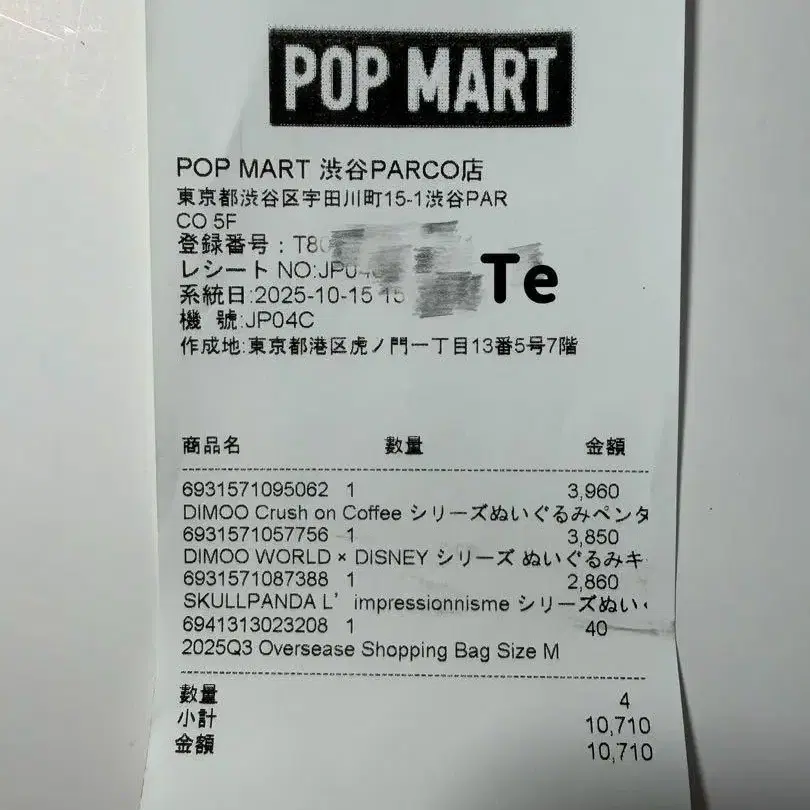 POP MART
POP MART 渋谷PARCO店
東京都渋谷区宇田川町15-1渋谷PAR
CO 5F
登録番号：T80
レシート NO:JP04
Te
系統日:2025-10-15 15
機 號:JP04C
作成地:東京都港区虎ノ門一丁目13番5号7階
商品名 数量 金額
6931571095062 1 3,960
DIMOO Crush on Coffee シリーズぬいぐるみペンタ
6931571057756 1 3,850
DIMOO WORLD × DISNEY シリーズ ぬいぐるみキ
6931571087388 1 2,860
SKULLPANDA L’impressionnisme シリーズぬい
6941313023208 1 40
2025Q3 Oversease Shopping Bag Size M
数量 4
小計 10,710
金額 10,710